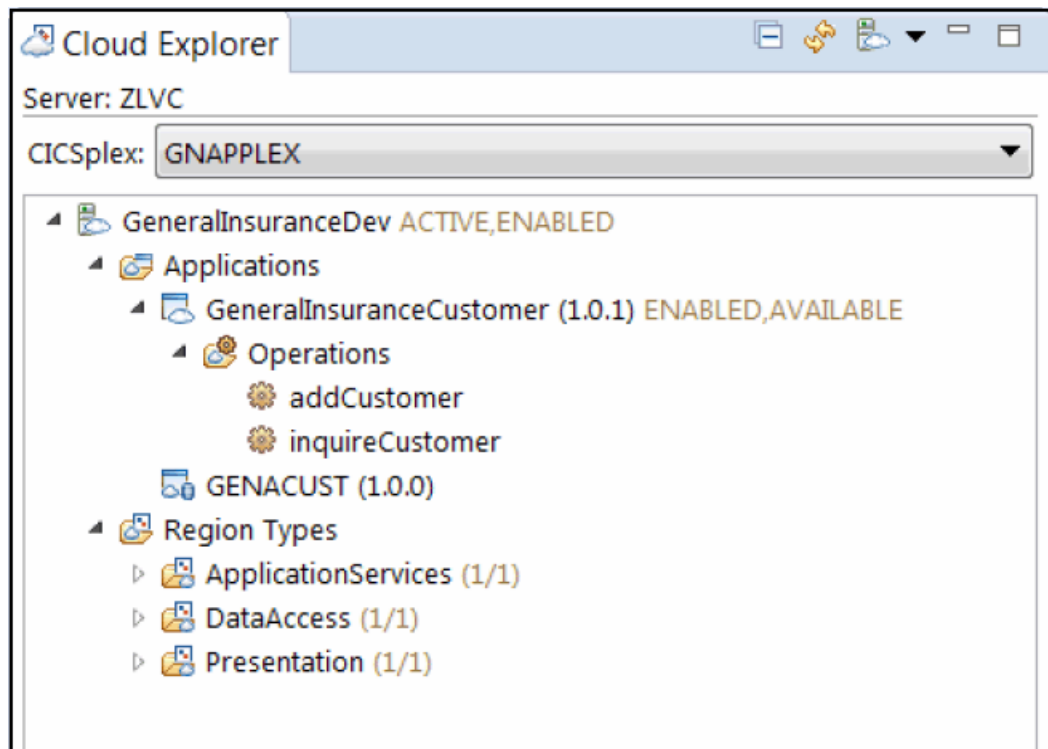 Cloud Explorer
Server: ZLVC
CICSplex: GNAPPLEX
GeneralInsuranceDev ACTIVE,ENABLED
Applications
GeneralInsuranceCustomer (1.0.1) ENABLED,AVAILABLE
Operations
addCustomer
inquireCustomer
GENACUST (1.0.0)
Region Types
ApplicationServices (1/1)
DataAccess (1/1)
Presentation (1/1)